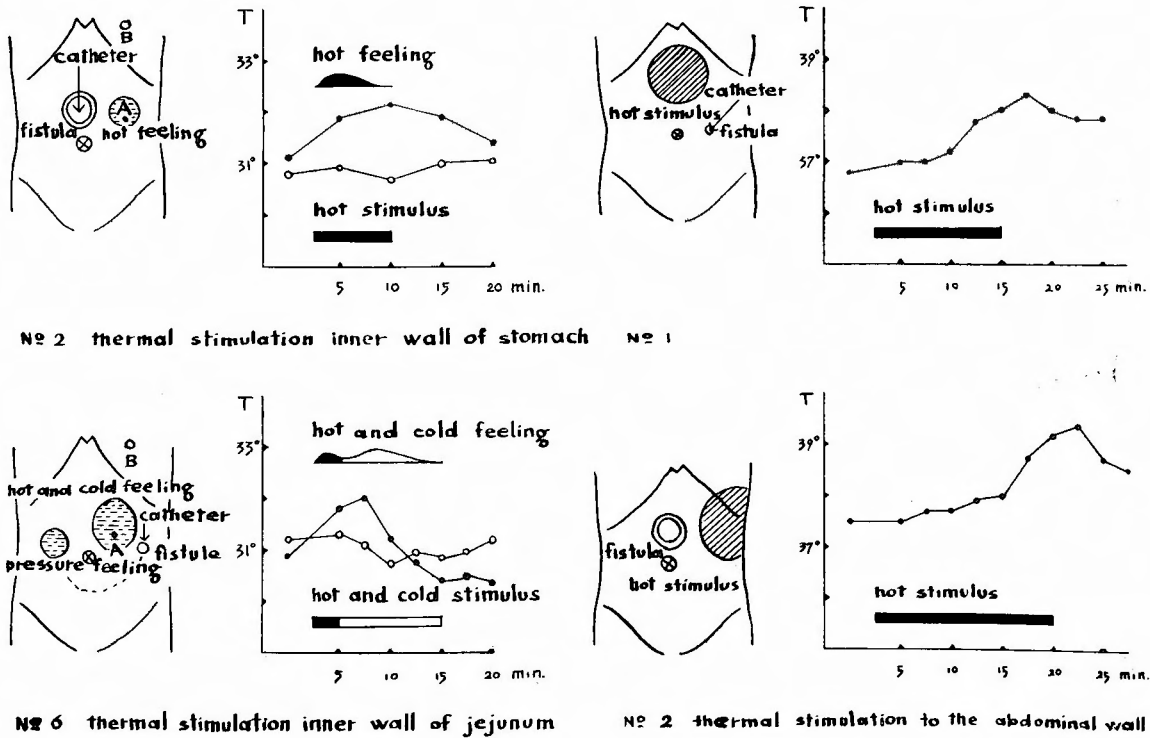 B
catheter
A
fistula
hot feeling
T
33°
31°
hot feeling
hot stimulus
5 10 15 20 min.
hot stimulus
catheter
fistula
T
39°
37°
hot stimulus
5 10 15 20 25 min.
Nº 2 thermal stimulation inner wall of stomach
Nº 1
B
hot and cold feeling
catheter
A
fistula
pressure feeling
T
33°
31°
hot and cold feeling
hot and cold stimulus
5 10 15 20 min.
fistula
hot stimulus
T
39°
37°
hot stimulus
5 10 15 20 25 min.
Nº 6 thermal stimulation inner wall of jejunum
Nº 2 thermal stimulation to the abdominal wall